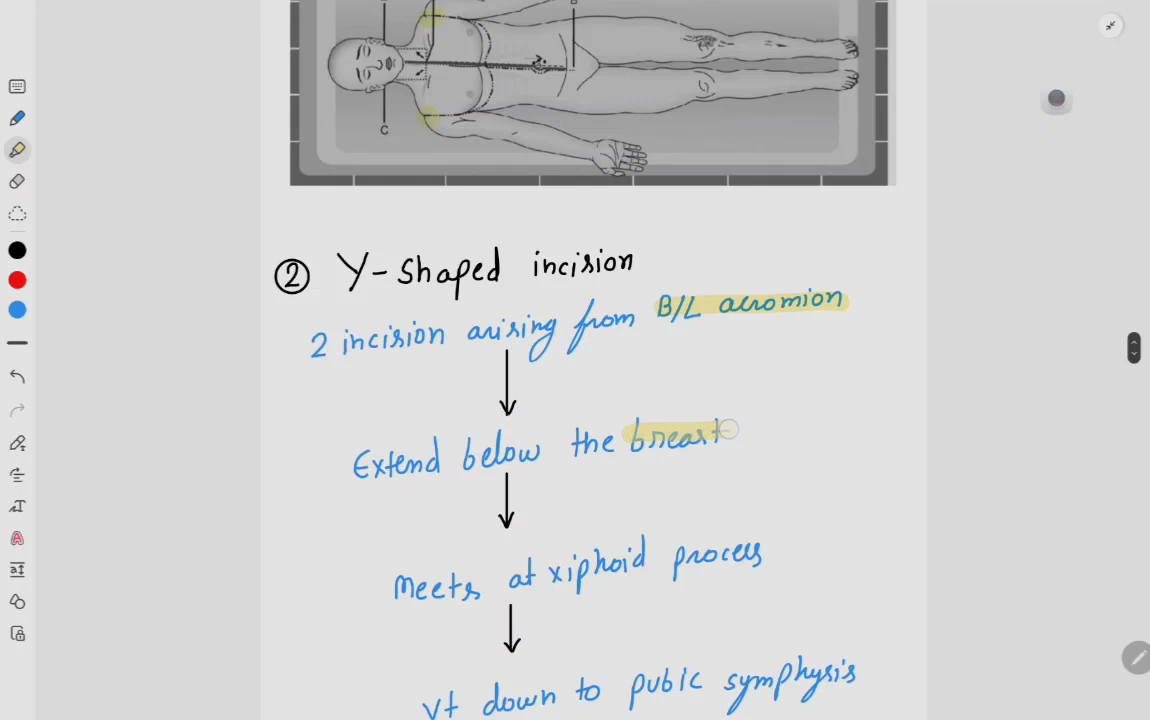 B
C
② Y-shaped incision
2 incision arising from B/L acromion
Extend below the breast
Meets at xiphoid process
Vt down to pubic symphysis